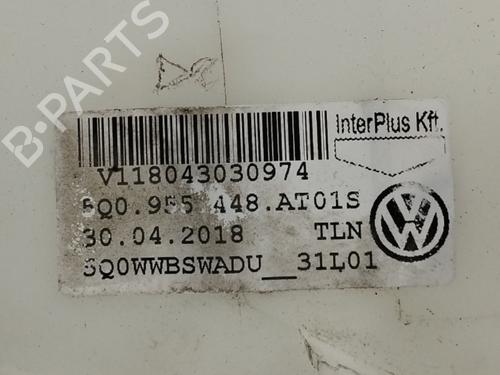 B-PARTS
InterPlus Kft.
V118043030974
5Q0.955 448.AT01S
30.04.2018 TLN
5Q0WWBSWADU__31L01